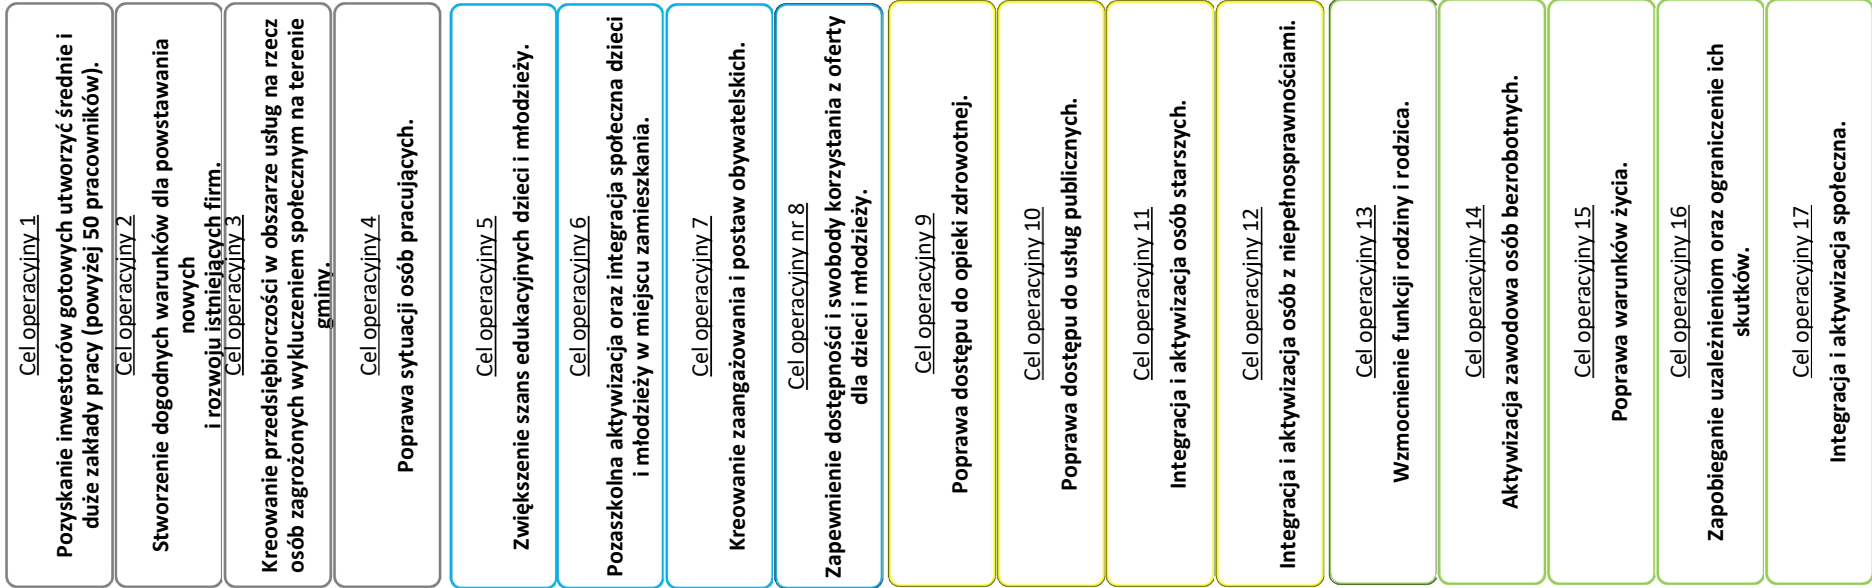 Cel operacyjny 1
Pozyskanie inwestorów gotowych utworzyć średnie i
duże zakłady pracy (powyżej 50 pracowników).
Cel operacyjny 2
Stworzenie dogodnych warunków dla powstawania
nowych
i rozwoju istniejących firm.
Cel operacyjny 3
Kreowanie przedsiębiorczości w obszarze usług na rzecz
osób zagrożonych wykluczeniem społecznym na terenie
gminy.
Cel operacyjny 4
Poprawa sytuacji osób pracujących.
Cel operacyjny 5
Zwiększenie szans edukacyjnych dzieci i młodzieży.
Cel operacyjny 6
Pozaszkolna aktywizacja oraz integracja społeczna dzieci
i młodzieży w miejscu zamieszkania.
Cel operacyjny 7
Kreowanie zaangażowania i postaw obywatelskich.
Cel operacyjny nr 8
Zapewnienie dostępności i swobody korzystania z oferty
dla dzieci i młodzieży.
Cel operacyjny 9
Poprawa dostępu do opieki zdrowotnej.
Cel operacyjny 10
Poprawa dostępu do usług publicznych.
Cel operacyjny 11
Integracja i aktywizacja osób starszych.
Cel operacyjny 12
Integracja i aktywizacja osób z niepełnosprawnościami.
Cel operacyjny 13
Wzmocnienie funkcji rodziny i rodzica.
Cel operacyjny 14
Aktywizacja zawodowa osób bezrobotnych.
Cel operacyjny 15
Poprawa warunków życia.
Cel operacyjny 16
Zapobieganie uzależnieniom oraz ograniczenie ich
skutków.
Cel operacyjny 17
Integracja i aktywizacja społeczna.